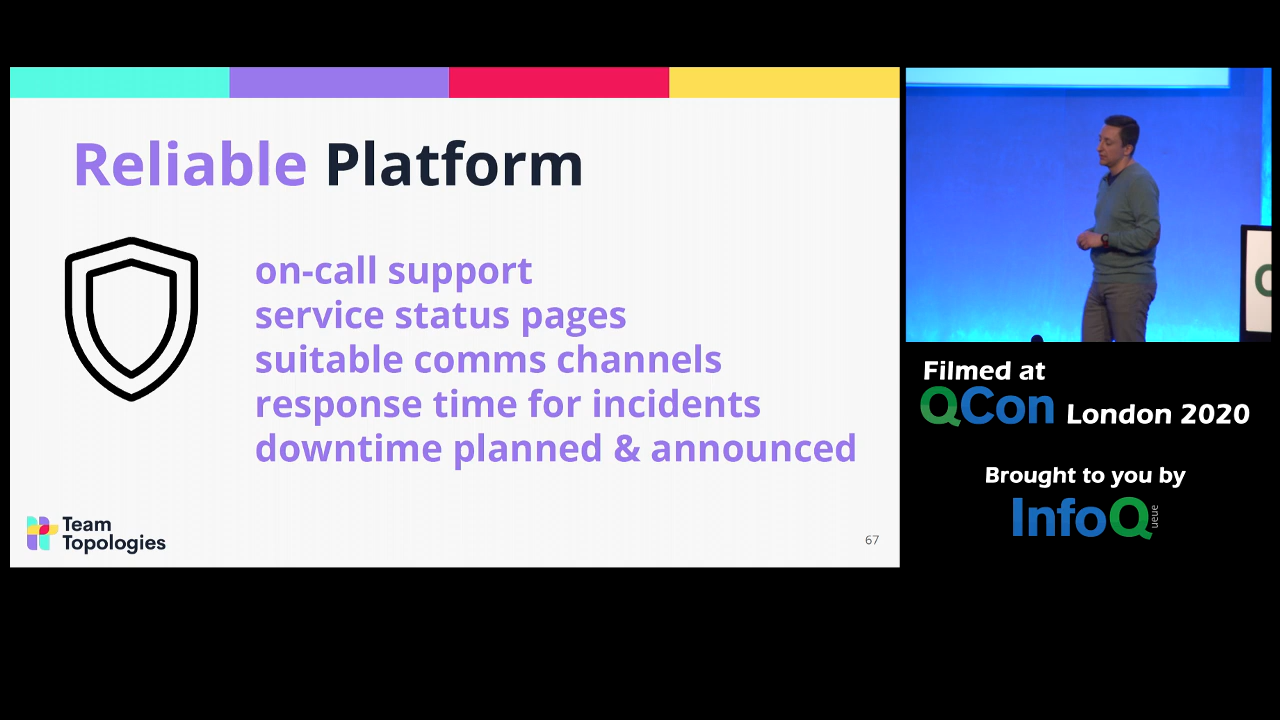 Reliable Platform
on-call support
service status pages
suitable comms channels
response time for incidents
downtime planned & announced
Team
Topologies
67
Filmed at
QCon London 2020
Brought to you by
InfoQ
ueue